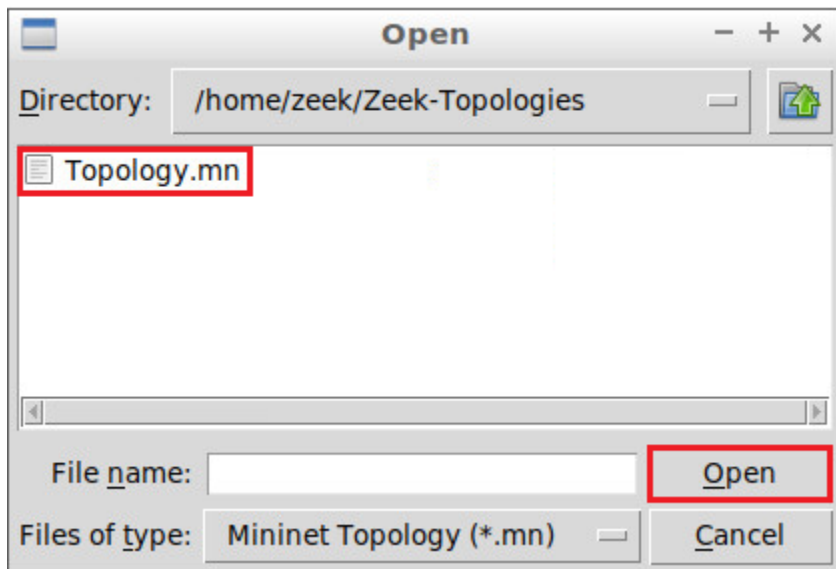 Open
Directory: /home/zeek/Zeek-Topologies
Topology.mn
File name: Open
Files of type: Mininet Topology (*.mn) Cancel